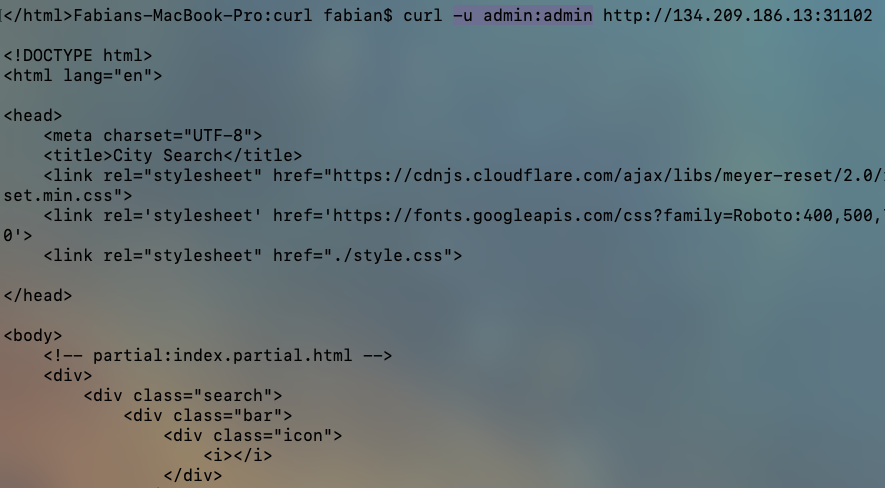 </html>Fabians-MacBook-Pro:curl fabian$ curl -u admin:admin http://134.209.186.13:31102
<!DOCTYPE html>
<html lang="en">
<head>
    <meta charset="UTF-8">
    <title>City Search</title>
    <link rel="stylesheet" href="https://cdnjs.cloudflare.com/ajax/libs/meyer-reset/2.0/
set.min.css">
    <link rel='stylesheet' href='https://fonts.googleapis.com/css?family=Roboto:400,500,
0'>
    <link rel="stylesheet" href="./style.css">
</head>
<body>
    <!-- partial:index.partial.html -->
    <div>
        <div class="search">
            <div class="bar">
                <div class="icon">
                    <i></i>
                </div>